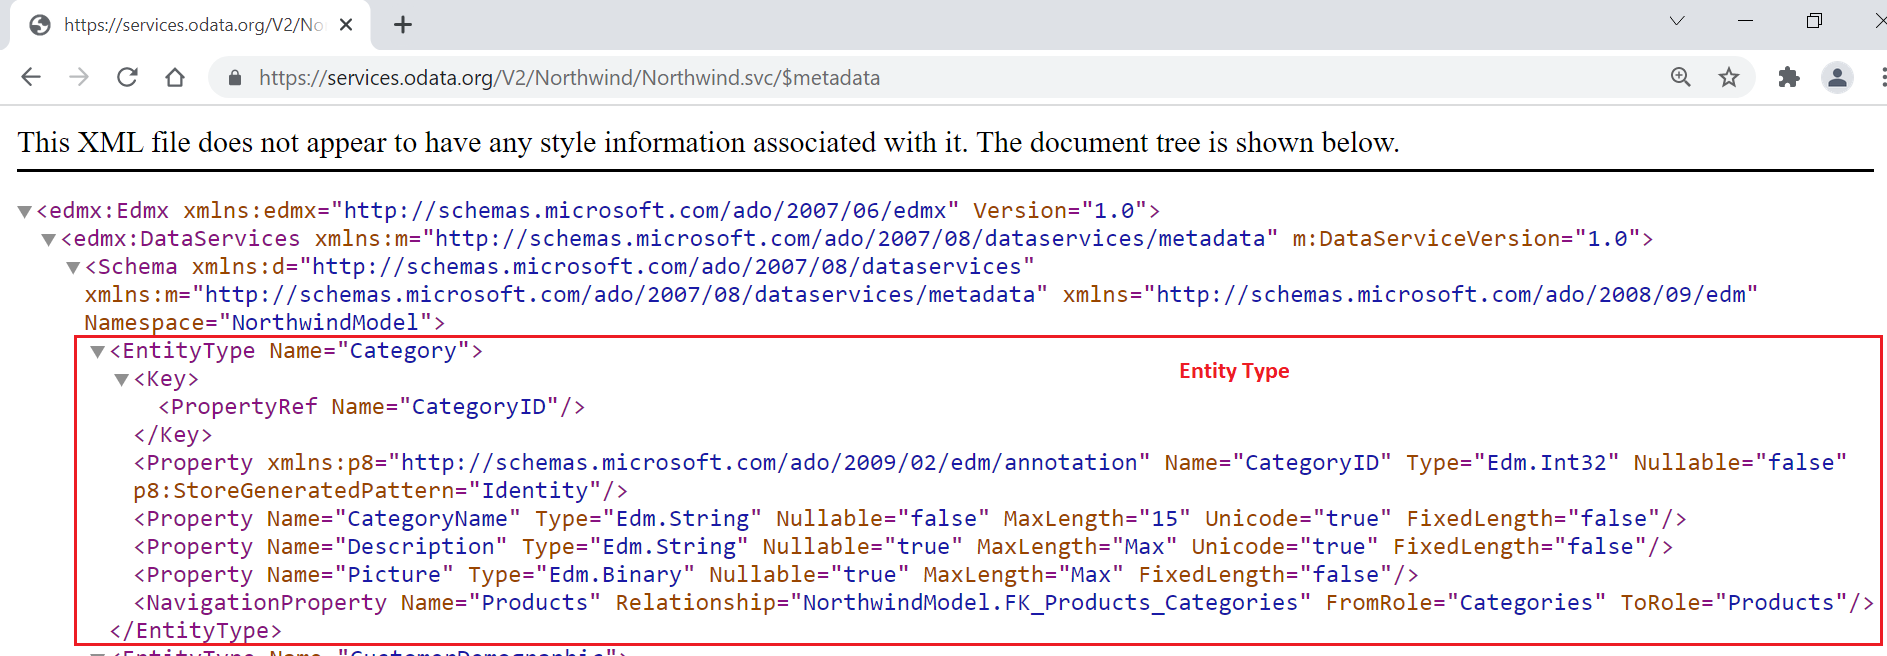 https://services.odata.org/V2/No
https://services.odata.org/V2/Northwind/Northwind.svc/$metadata
This XML file does not appear to have any style information associated with it. The document tree is shown below.
<edmx:Edmx xmlns:edmx="http://schemas.microsoft.com/ado/2007/06/edmx" Version="1.0">
<edmx:DataServices xmlns:m="http://schemas.microsoft.com/ado/2007/08/dataservices/metadata" m:DataServiceVersion="1.0">
<Schema xmlns:d="http://schemas.microsoft.com/ado/2007/08/dataservices"
xmlns:m="http://schemas.microsoft.com/ado/2007/08/dataservices/metadata" xmlns="http://schemas.microsoft.com/ado/2008/09/edm"
Namespace="NorthwindModel">
<EntityType Name="Category">
Entity Type
<Key>
<PropertyRef Name="CategoryID"/>
</Key>
<Property xmlns:p8="http://schemas.microsoft.com/ado/2009/02/edm/annotation" Name="CategoryID" Type="Edm.Int32" Nullable="false"
p8:StoreGeneratedPattern="Identity"/>
<Property Name="CategoryName" Type="Edm.String" Nullable="false" MaxLength="15" Unicode="true" FixedLength="false"/>
<Property Name="Description" Type="Edm.String" Nullable="true" MaxLength="Max" Unicode="true" FixedLength="false"/>
<Property Name="Picture" Type="Edm.Binary" Nullable="true" MaxLength="Max" FixedLength="false"/>
<NavigationProperty Name="Products" Relationship="NorthwindModel.FK_Products_Categories" FromRole="Categories" ToRole="Products"/>
</EntityType>
<EntityType Name="CustomerDemographic">